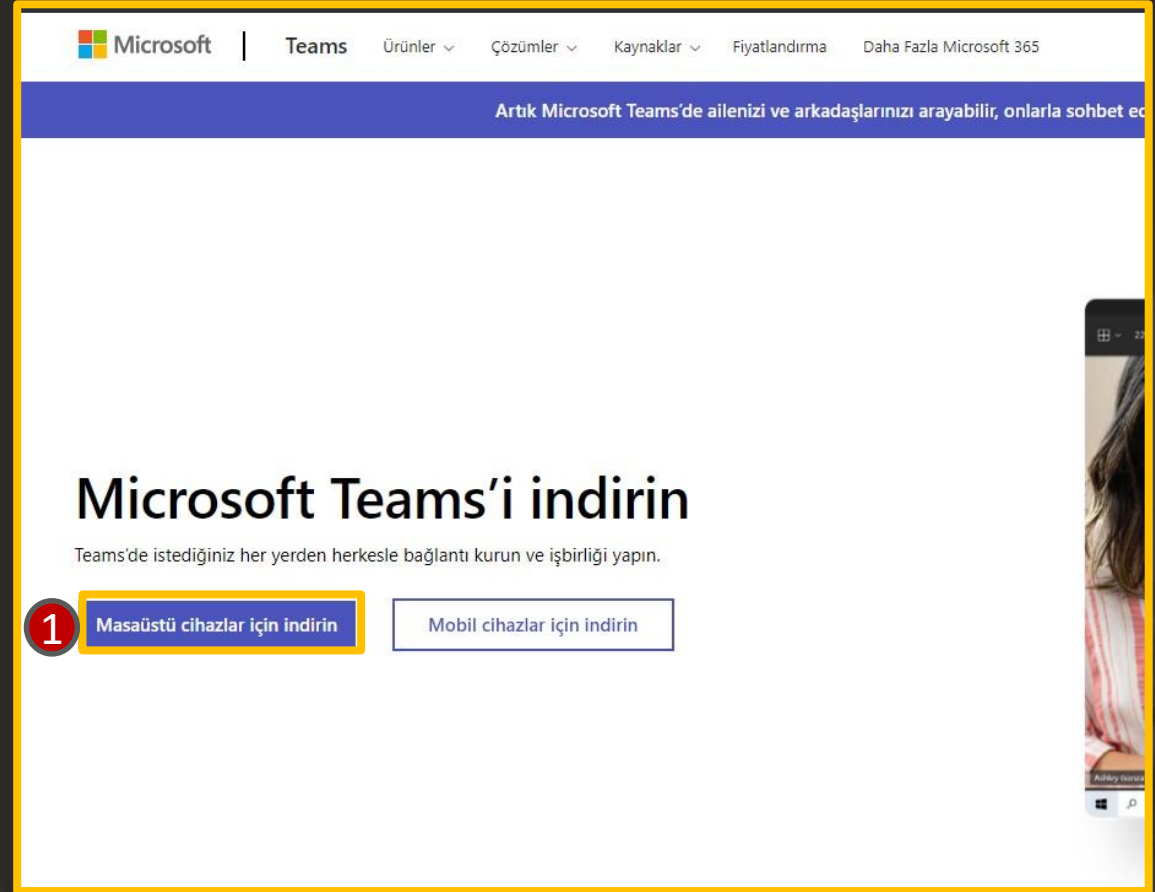 Microsoft | Teams Ürünler Çözümler Kaynaklar Fiyatlandırma Daha Fazla Microsoft 365
Artık Microsoft Teams'de ailenizi ve arkadaşlarınızı arayabilir, onlarla sohbet
22
Microsoft Teams'i indirin
Teams'de istediğiniz her yerden herkesle bağlantı kurun ve işbirliği yapın.
1 Masaüstü cihazlar için indirin Mobil cihazlar için indirin
Ashley